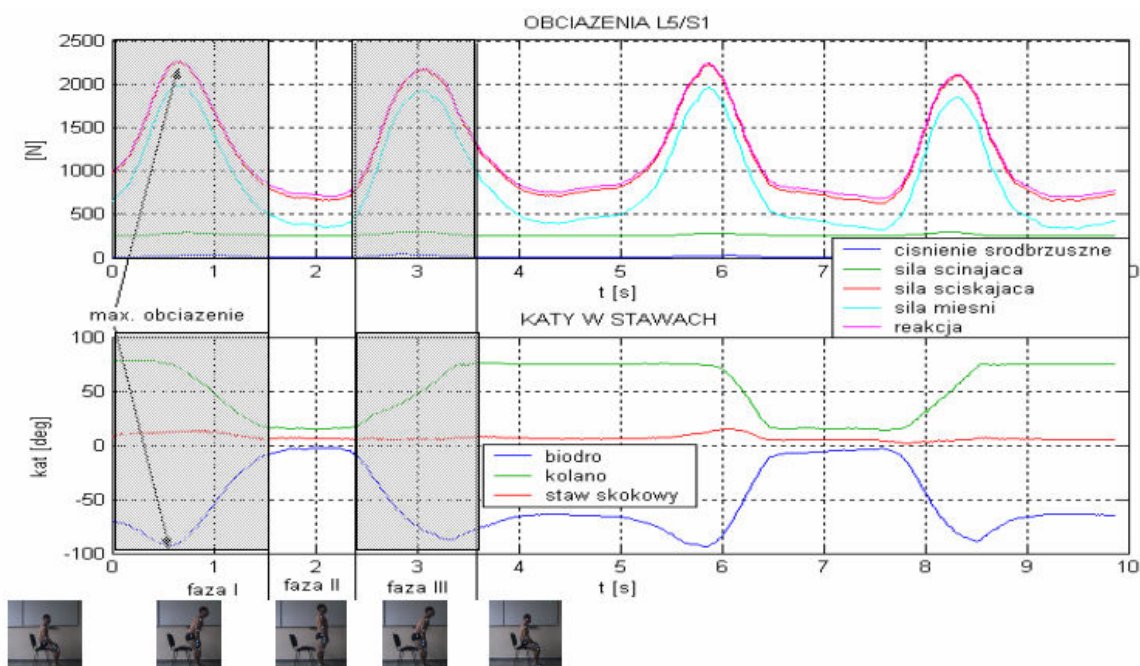 OBCIAZENIA L5/S1
2500
2000
1500
1000
500
0
[N]
0 1 2 3 4 5 6 7 8 9 10
t [s]
cisnienie srodbrzuszne
sila scinajaca
sila sciskajaca
sila miesni
reakcja
max. obciazenie
KATY W STAWACH
100
50
0
-50
-100
kat [deg]
biodro
kolano
staw skokowy
0 1 2 3 4 5 6 7 8 9 10
faza I faza II faza III t [s]